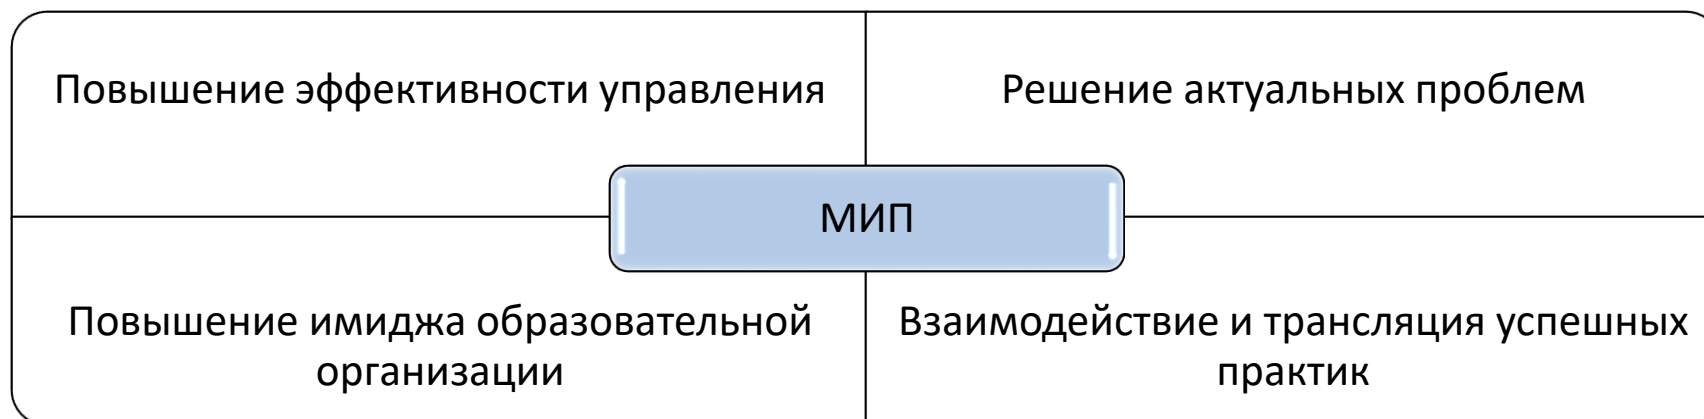 Повышение эффективности управления
Решение актуальных проблем
МИП
Повышение имиджа образовательной
организации
Взаимодействие и трансляция успешных
практик